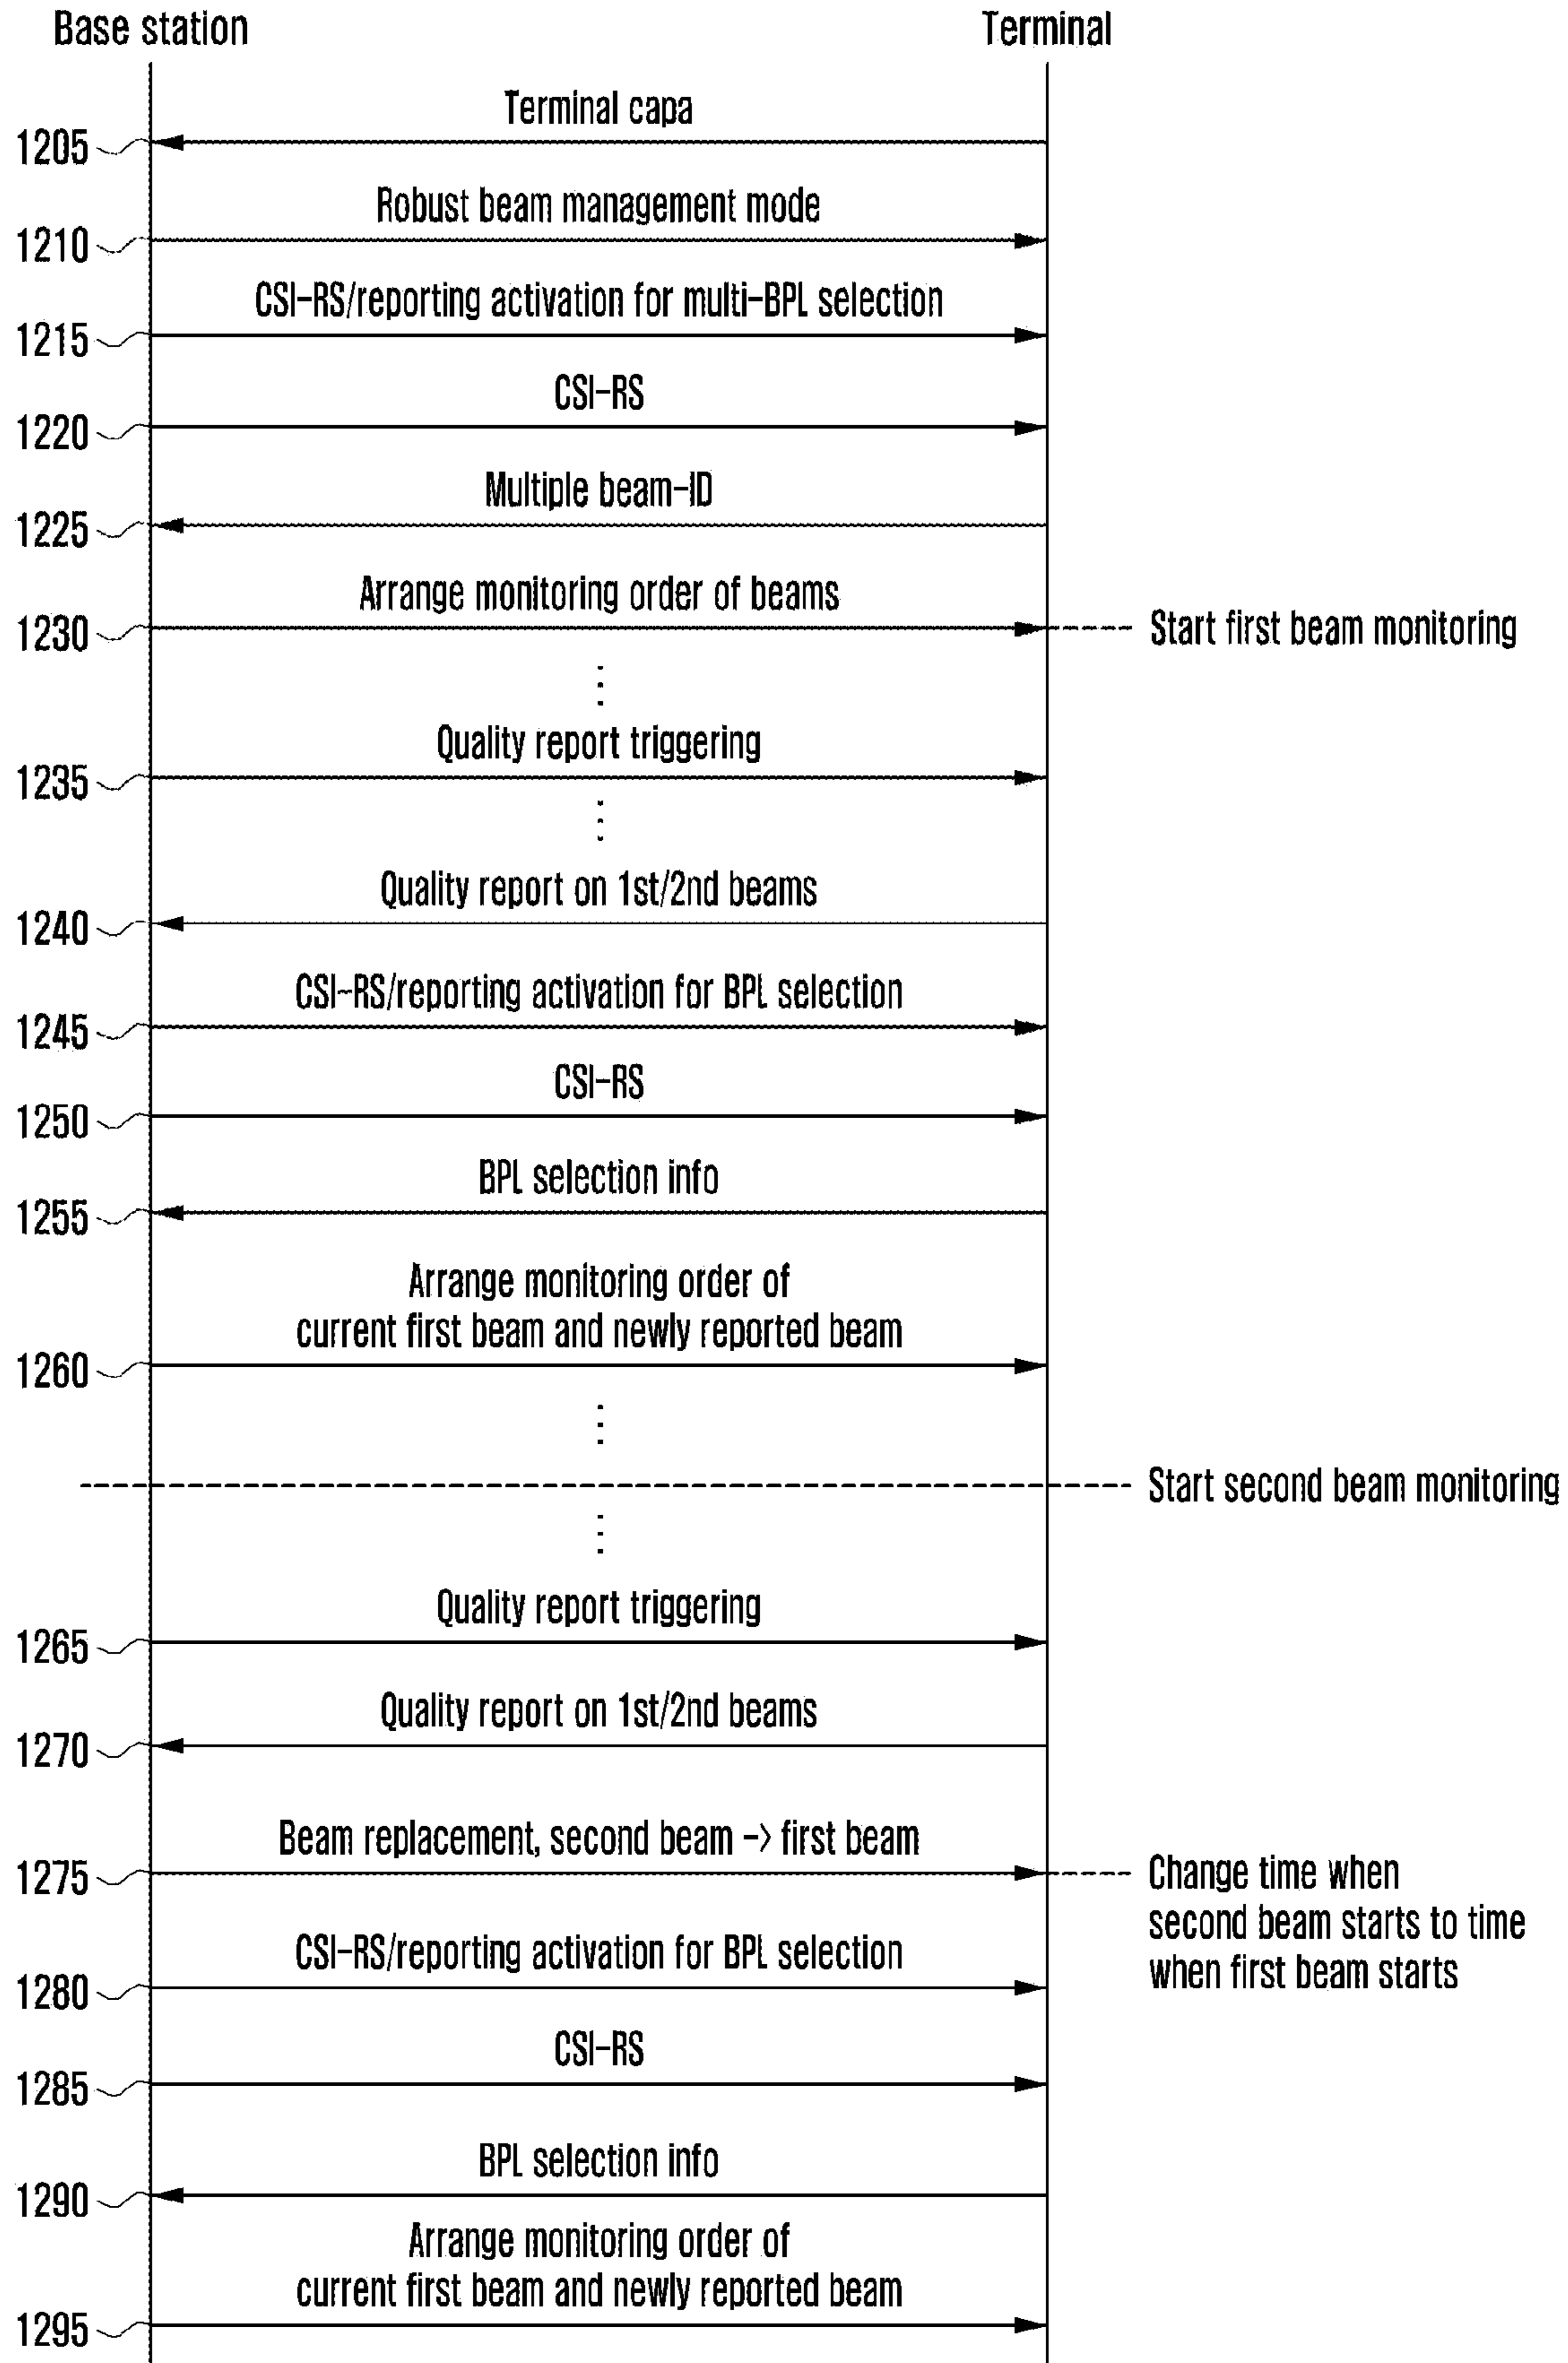 Base station
Terminal
Terminal capa
1205
Robust beam management mode
1210
CSI-RS/reporting activation for multi-BPL selection
1215
CSI-RS
1220
Multiple beam-ID
1225
Arrange monitoring order of beams
1230
Start first beam monitoring
Quality report triggering
1235
Quality report on 1st/2nd beams
1240
CSI-RS/reporting activation for BPL selection
1245
CSI-RS
1250
BPL selection info
1255
Arrange monitoring order of
current first beam and newly reported beam
1260
Start second beam monitoring
Quality report triggering
1265
Quality report on 1st/2nd beams
1270
Beam replacement, second beam -> first beam
1275
Change time when
second beam starts to time
when first beam starts
CSI-RS/reporting activation for BPL selection
1280
CSI-RS
1285
BPL selection info
1290
Arrange monitoring order of
current first beam and newly reported beam
1295